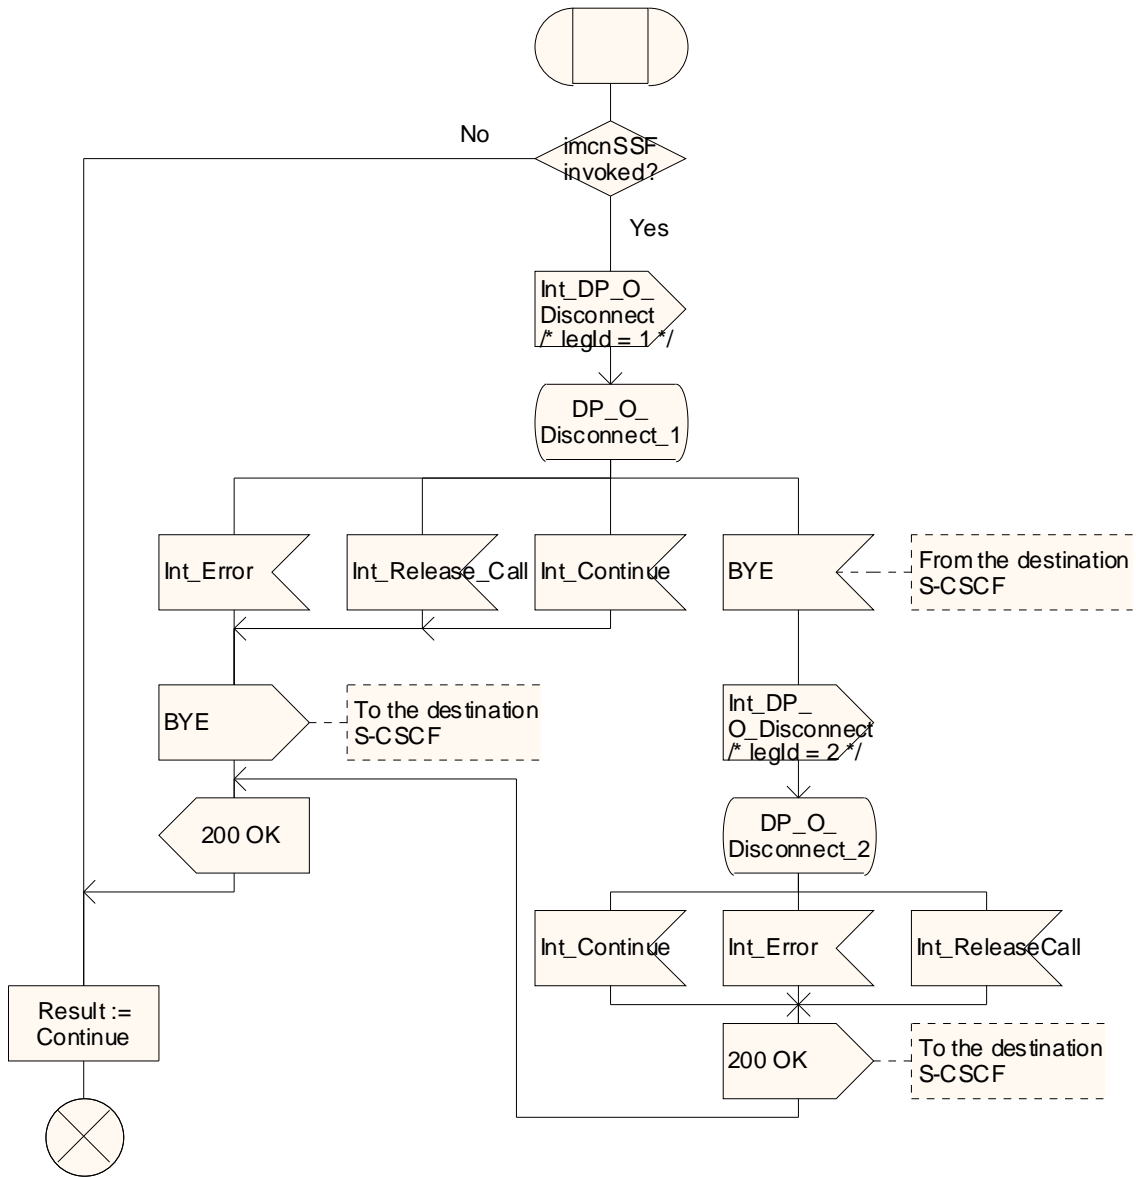 No
imcnSSF
invoked?
Yes
Int_DP_O_
Disconnect
/* legId = 1 */
DP_O_
Disconnect_1
Int_Error
Int_Release_Call
Int_Continue
BYE
From the destination
S-CSCF
BYE
To the destination
S-CSCF
Int_DP_
O_Disconnect
/* legId = 2 */
200 OK
DP_O_
Disconnect_2
Int_Continue
Int_Error
Int_ReleaseCall
Result :=
Continue
200 OK
To the destination
S-CSCF